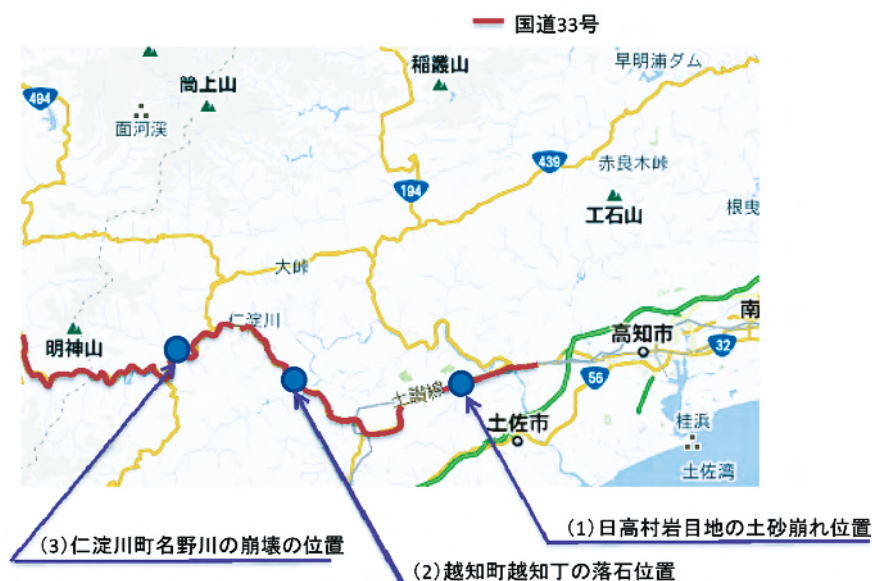 国道33号
稲叢山
早明浦ダム
筒上山
494
面河渓
439
赤良木峠
194
工石山
根曳
大峠
仁淀川
南
高知市
明神山
32
土讃線
56
土佐市
桂浜
土佐湾
(1)日高村岩目地の土砂崩れ位置
(3)仁淀川町名野川の崩壊の位置
(2)越知町越知丁の落石位置